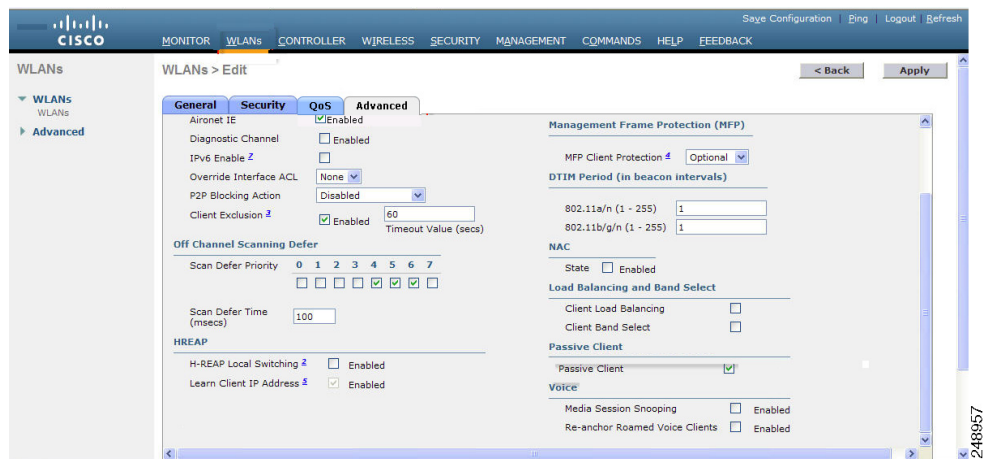 Save Configuration | Ping | Logout | Refresh
CISCO
MONITOR WLANs CONTROLLER WIRELESS SECURITY MANAGEMENT COMMANDS HELP FEEDBACK
WLANs
WLANs > Edit
< Back
Apply
WLANs
WLANs
Advanced
General
Security
QoS
Advanced
Aironet IE Enabled
Diagnostic Channel Enabled
IPv6 Enable 7
Override Interface ACL None
P2P Blocking Action Disabled
Client Exclusion 3 Enabled 60
Timeout Value (secs)
Off Channel Scanning Defer
Scan Defer Priority 0 1 2 3 4 5 6 7
Scan Defer Time
(msecs)
100
HREAP
H-REAP Local Switching 2 Enabled
Learn Client IP Address 5 Enabled
Management Frame Protection (MFP)
MFP Client Protection 4 Optional
DTIM Period (in beacon intervals)
802.11a/n (1 - 255) 1
802.11b/g/n (1 - 255) 1
NAC
State Enabled
Load Balancing and Band Select
Client Load Balancing
Client Band Select
Passive Client
Passive Client
Voice
Media Session Snooping Enabled
Re-anchor Roamed Voice Clients Enabled
248957